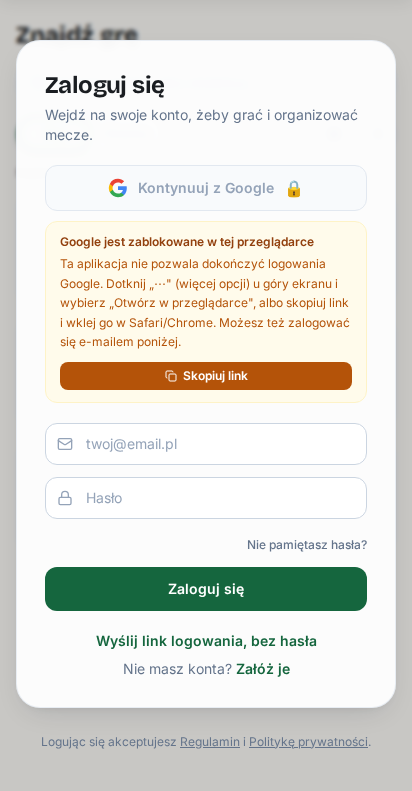 Znajdź grę
Zaloguj się
Wejdź na swoje konto, żeby grać i organizować
mecze.
Kontynuuj z Google 🔒
Google jest zablokowane w tej przeglądarce
Ta aplikacja nie pozwala dokończyć logowania
Google. Dotknij „⋯" (więcej opcji) u góry ekranu i
wybierz „Otwórz w przeglądarce", albo skopiuj link
i wklej go w Safari/Chrome. Możesz też zalogować
się e-mailem poniżej.
Skopiuj link
twoj@email.pl
Hasło
Nie pamiętasz hasła?
Zaloguj się
Wyślij link logowania, bez hasła
Nie masz konta? Załóż je
Logując się akceptujesz Regulamin i Politykę prywatności.